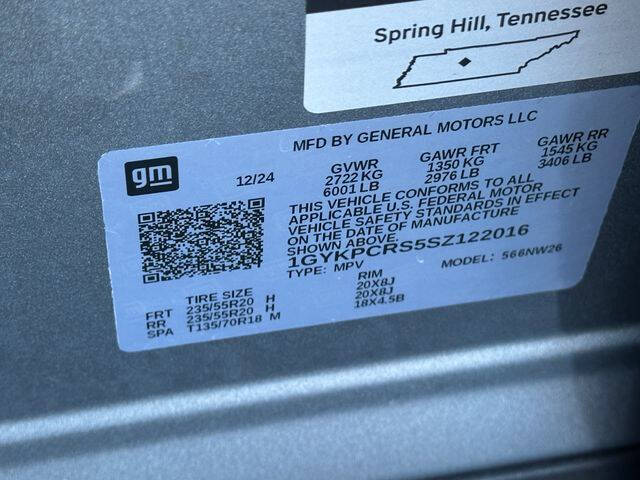 Spring Hill, Tennessee
MFD BY GENERAL MOTORS LLC
gm
12/24
GVWR GAWR FRT GAWR RR
2722 KG 1350 KG 1545 KG
6001 LB 2976 LB 3406 LB
THIS VEHICLE CONFORMS TO ALL
APPLICABLE U.S. FEDERAL MOTOR
VEHICLE SAFETY STANDARDS IN EFFECT
ON THE DATE OF MANUFACTURE
SHOWN ABOVE
1GYKPCRS5SZ122016
TYPE: MPV MODEL: 566NW26
TIRE SIZE RIM
FRT 235/55R20 H 20X8J
RR 235/55R20 H 20X8J
SPA T135/70R18 M 18X4.5B